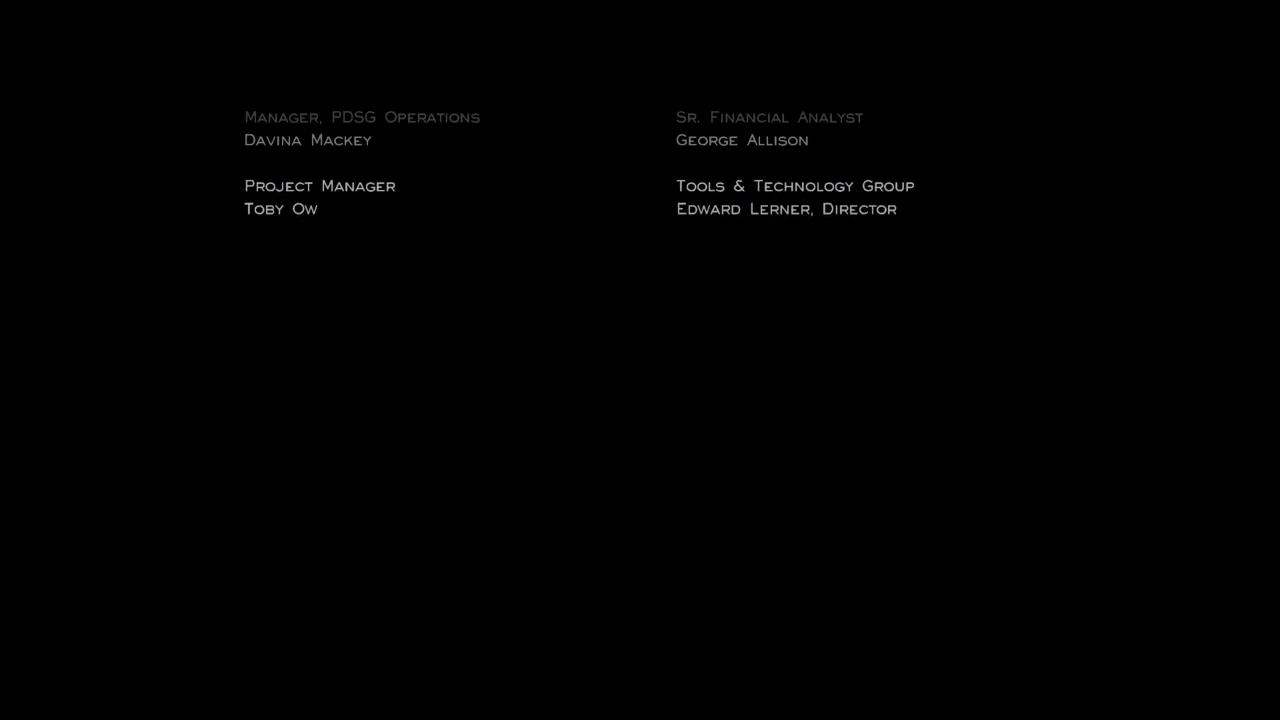 Manager, PDSG Operations
Davina Mackey
Project Manager
Toby Ow
Sr. Financial Analyst
George Allison
Tools & Technology Group
Edward Lerner, Director